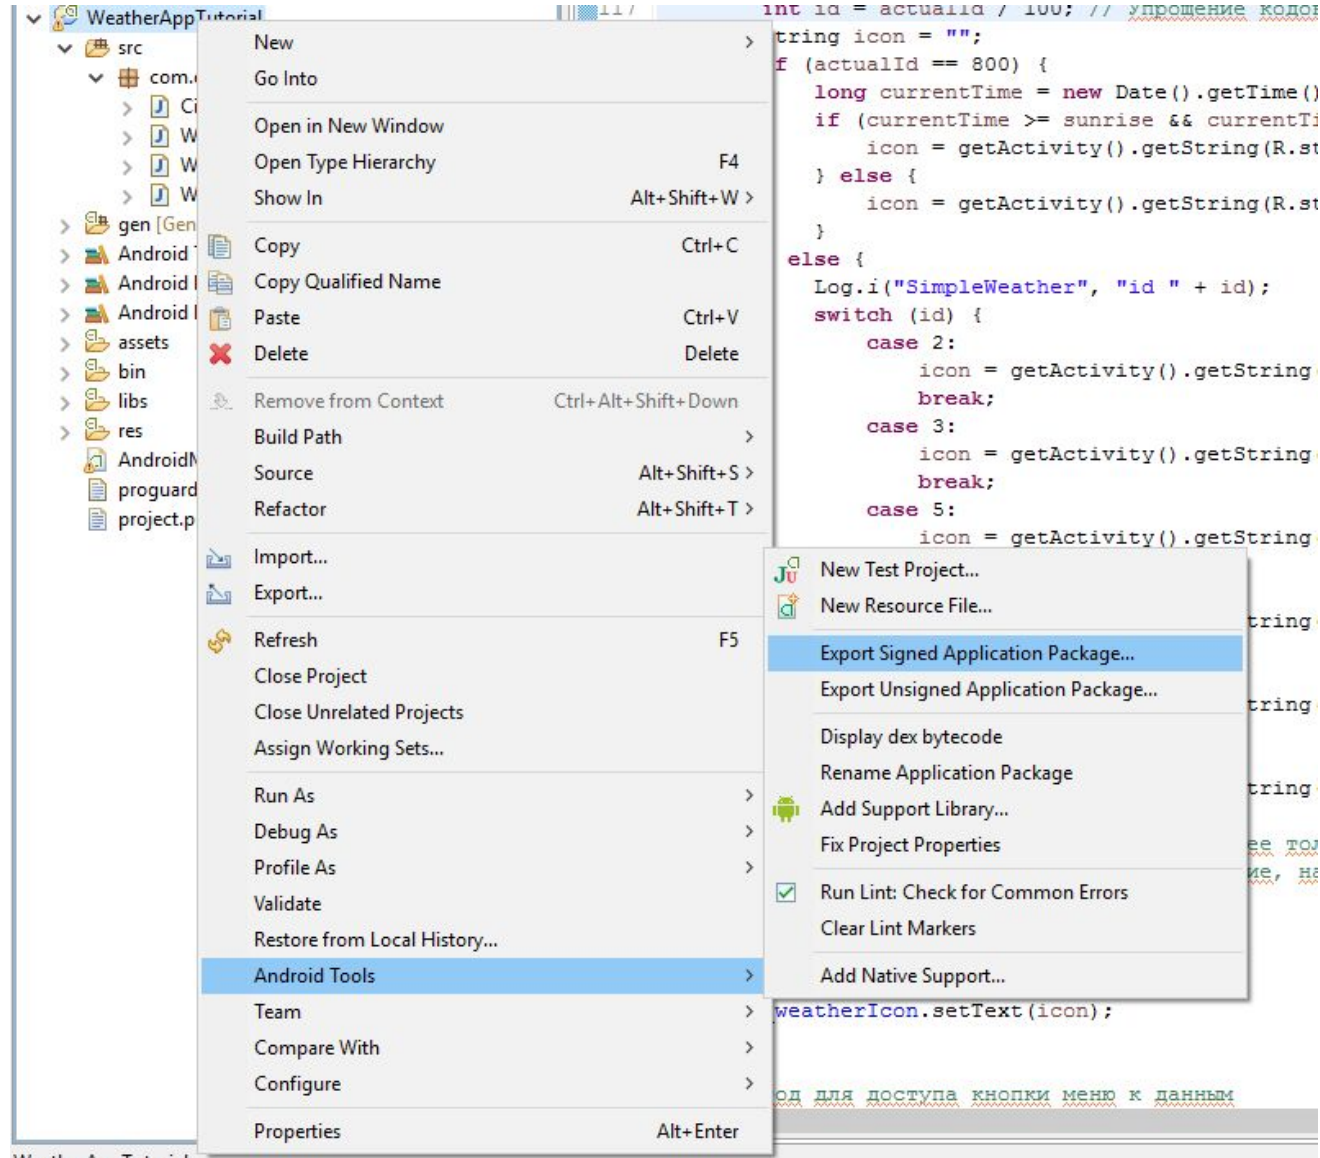 WeatherAppTutorial
src
com.
Ci
W
W
W
gen [Gen
Android
Android
Android
assets
bin
libs
res
Android
proguard
project.p
New
Go Into
Open in New Window
Open Type Hierarchy F4
Show In Alt+Shift+W >
Copy Ctrl+C
Copy Qualified Name
Paste Ctrl+V
Delete Delete
Remove from Context Ctrl+Alt+Shift+Down
Build Path >
Source Alt+Shift+S >
Refactor Alt+Shift+T >
Import...
Export...
Refresh F5
Close Project
Close Unrelated Projects
Assign Working Sets...
Run As >
Debug As >
Profile As >
Validate
Restore from Local History...
Android Tools >
Team >
Compare With >
Configure >
Properties Alt+Enter
New Test Project...
New Resource File...
Export Signed Application Package...
Export Unsigned Application Package...
Display dex bytecode
Rename Application Package
Add Support Library...
Fix Project Properties
Run Lint: Check for Common Errors
Clear Lint Markers
Add Native Support...
117 int id = actualId / 100; // Упрощение кодов
tring icon = "";
f (actualId == 800) {
long currentTime = new Date().getTime()
if (currentTime >= sunrise && currentTi
icon = getActivity().getString(R.st
} else {
icon = getActivity().getString(R.st
}
else {
Log.i("SimpleWeather", "id " + id);
switch (id) {
case 2:
icon = getActivity().getString(
break;
case 3:
icon = getActivity().getString(
break;
case 5:
icon = getActivity().getString(
tring
tring
tring
ее тол
ие, на
weatherIcon.setText(icon);
од для доступа кнопки меню к данным